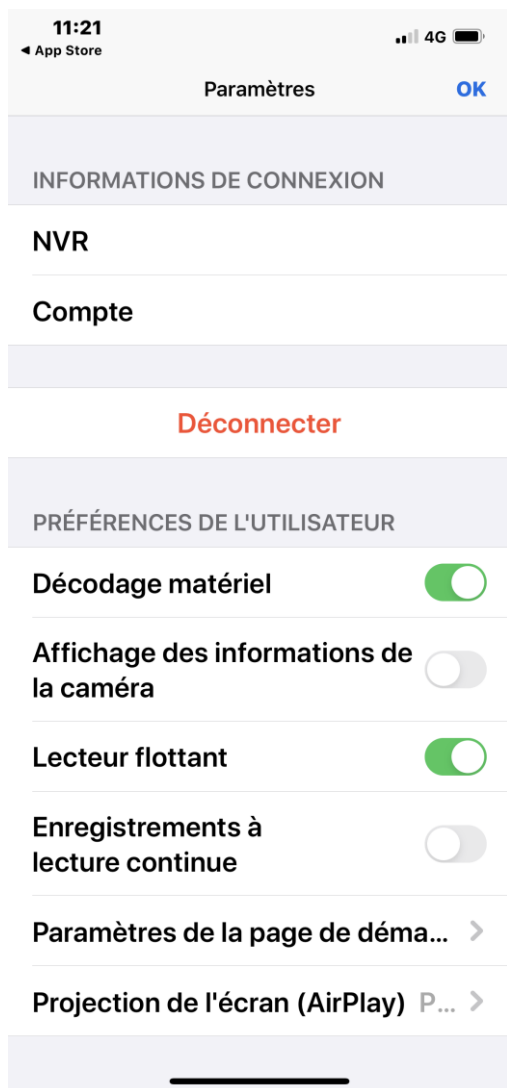 11:21
4G
◀ App Store
Paramètres
OK
INFORMATIONS DE CONNEXION
NVR
Compte
Déconnecter
PRÉFÉRENCES DE L'UTILISATEUR
Décodage matériel
Affichage des informations de
la caméra
Lecteur flottant
Enregistrements à
lecture continue
Paramètres de la page de déma...
Projection de l'écran (AirPlay) P...